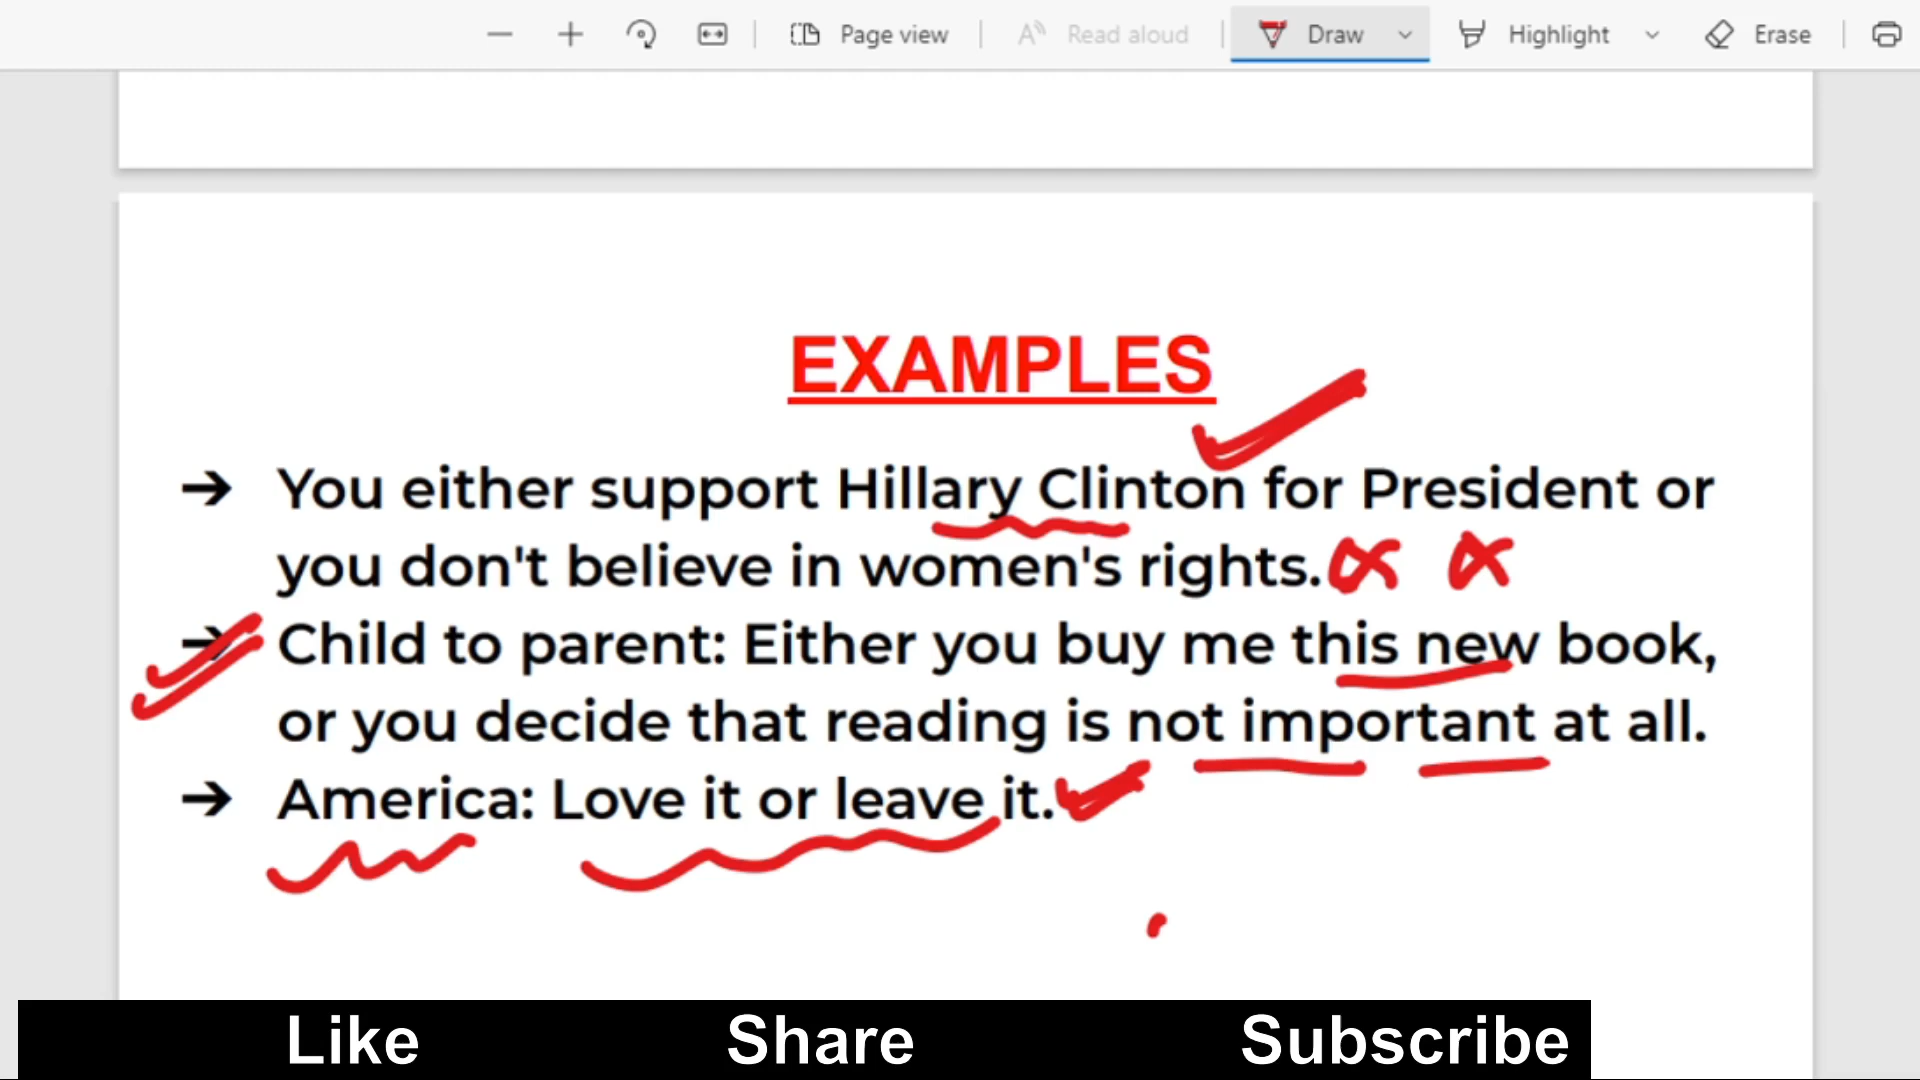 Page view Read aloud Draw Highlight Erase
EXAMPLES
➔ You either support Hillary Clinton for President or
you don't believe in women's rights.
➔ Child to parent: Either you buy me this new book,
or you decide that reading is not important at all.
➔ America: Love it or leave it.
Like Share Subscribe